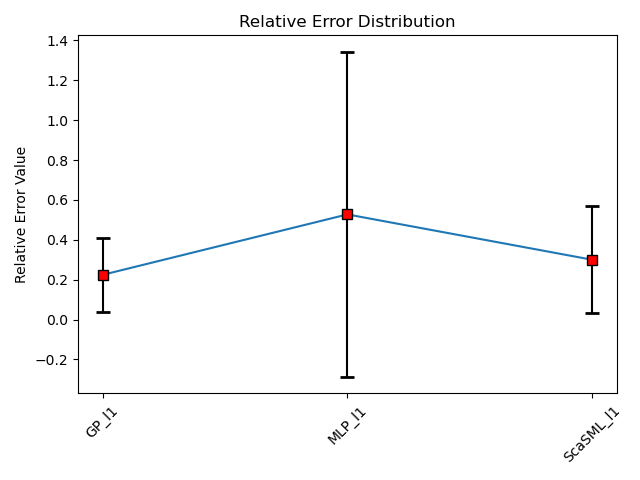 Relative Error Distribution
1.4
1.2
1.0
0.8
0.6
0.4
0.2
0.0
−0.2
Relative Error Value
GP_l1
MLP_l1
ScaSML_l1